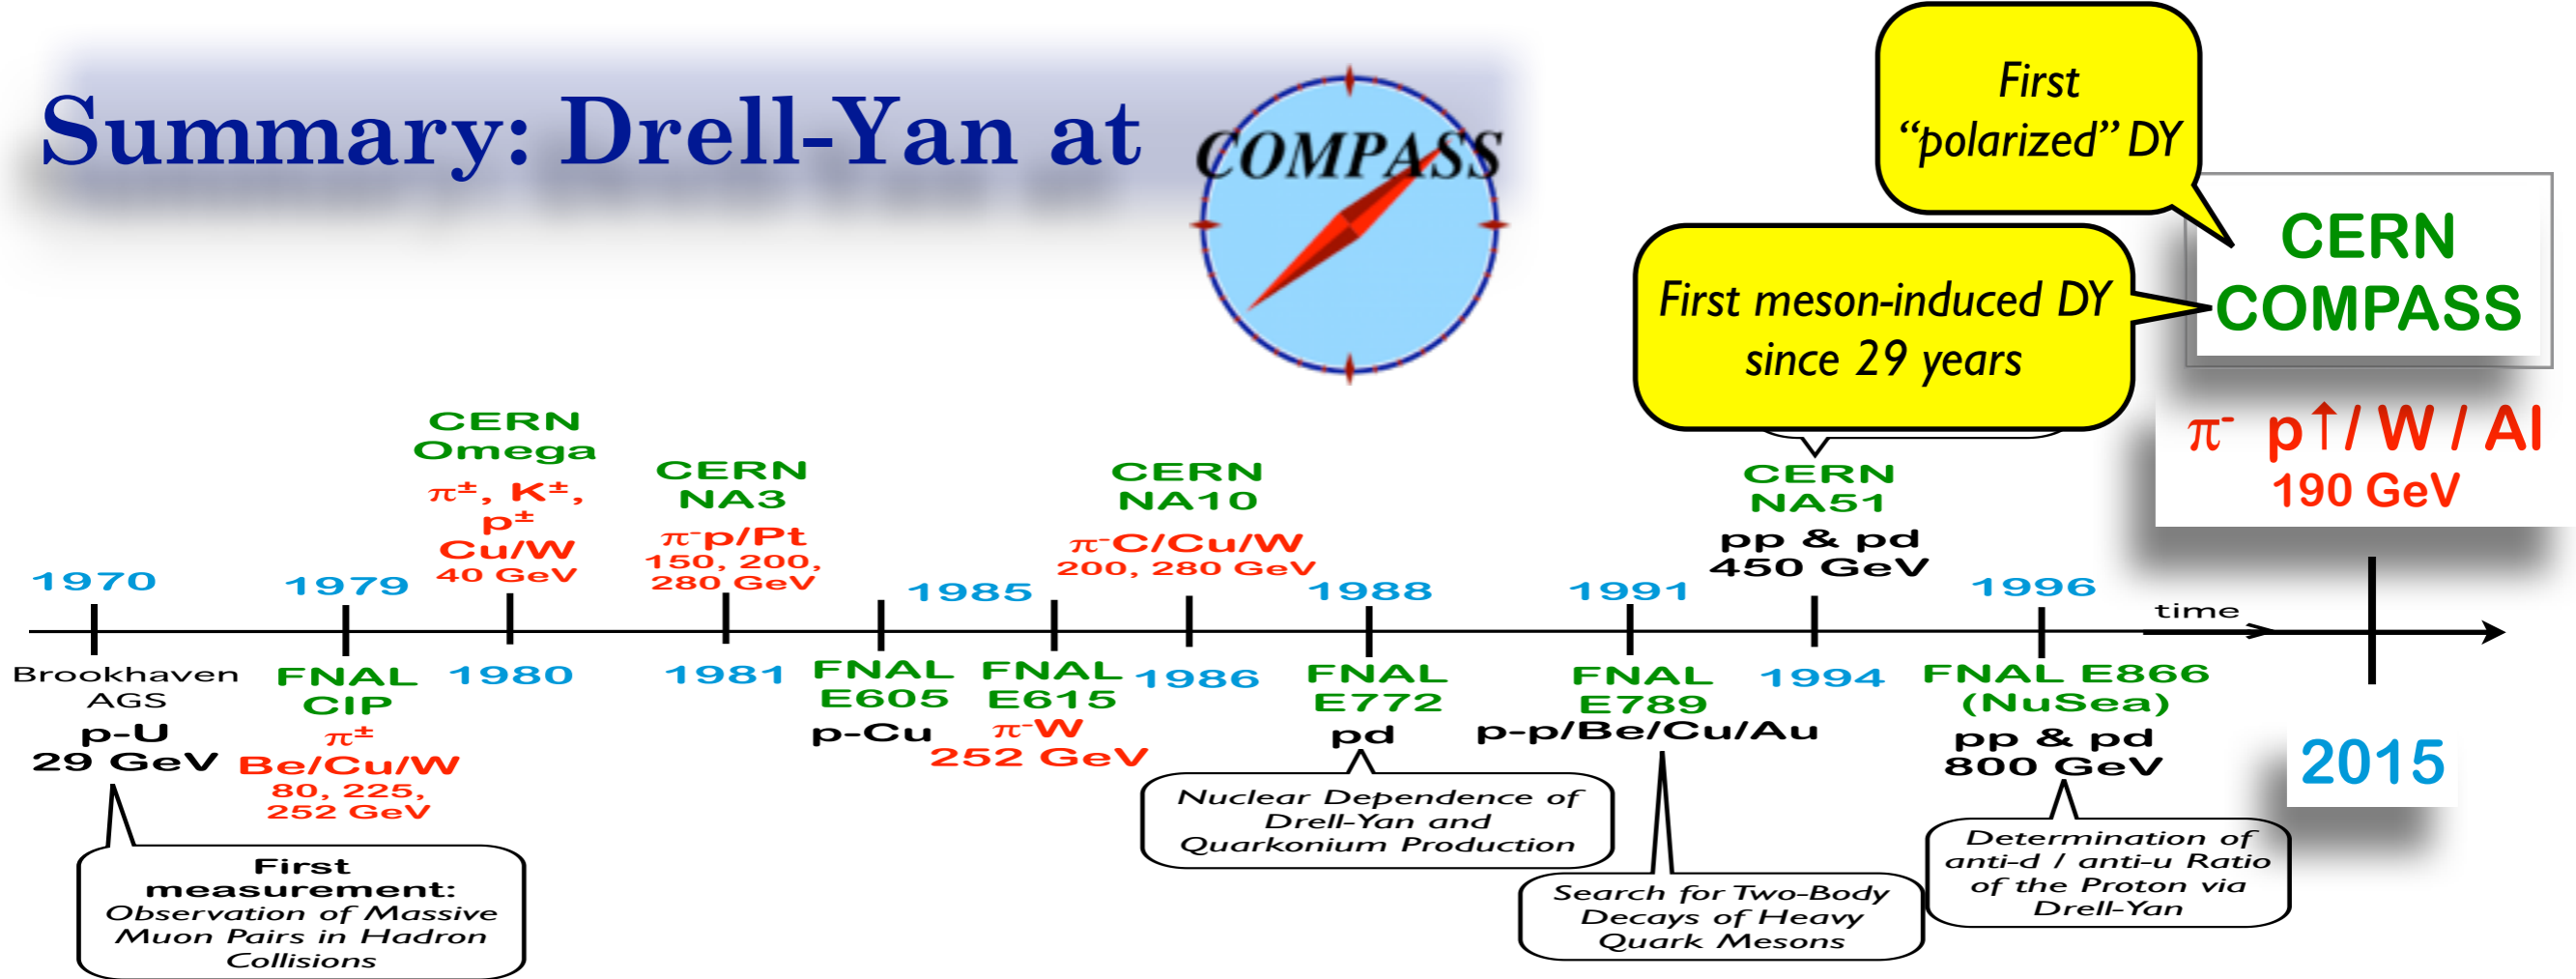 Summary: Drell-Yan at
COMPASS
First
“polarized” DY
First meson-induced DY
since 29 years
CERN
COMPASS
π⁻ p↑/ W / Al
190 GeV
CERN
Omega
π±, K±,
p±
Cu/W
40 GeV
CERN
NA3
π⁻p/Pt
150, 200,
280 GeV
CERN
NA10
π⁻C/Cu/W
200, 280 GeV
CERN
NA51
pp & pd
450 GeV
1970
1979
1985
1988
1991
1996
time
Brookhaven
AGS
p-U
29 GeV
FNAL
CIP
π±
Be/Cu/W
80, 225,
252 GeV
1980
1981
FNAL
E605
p-Cu
FNAL
E615
π⁻W
252 GeV
1986
FNAL
E772
pd
FNAL
E789
p-p/Be/Cu/Au
1994
FNAL E866
(NuSea)
pp & pd
800 GeV
2015
First
measurement:
Observation of Massive
Muon Pairs in Hadron
Collisions
Nuclear Dependence of
Drell-Yan and
Quarkonium Production
Search for Two-Body
Decays of Heavy
Quark Mesons
Determination of
anti-d / anti-u Ratio
of the Proton via
Drell-Yan